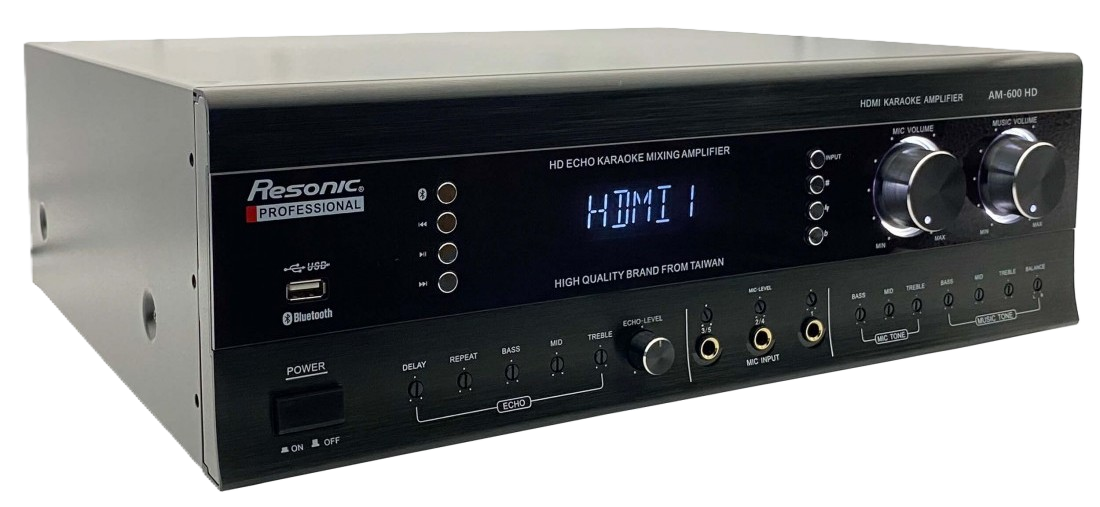 HDMI KARAOKE AMPLIFIER AM-600 HD
MIC VOLUME
MUSIC VOLUME
HD ECHO KARAOKE MIXING AMPLIFIER
INPUT
Resonic®
PROFESSIONAL
HDMI1
#
MIN MAX
MIN MAX
HIGH QUALITY BRAND FROM TAIWAN
USB
Bluetooth
POWER
ON OFF
DELAY REPEAT BASS MID TREBLE
ECHO
ECHO-LEVEL
MIC-LEVEL
3/5 2/4
MIC INPUT
BASS MID TREBLE
MIC TONE
BASS MID TREBLE BALANCE
MUSIC TONE